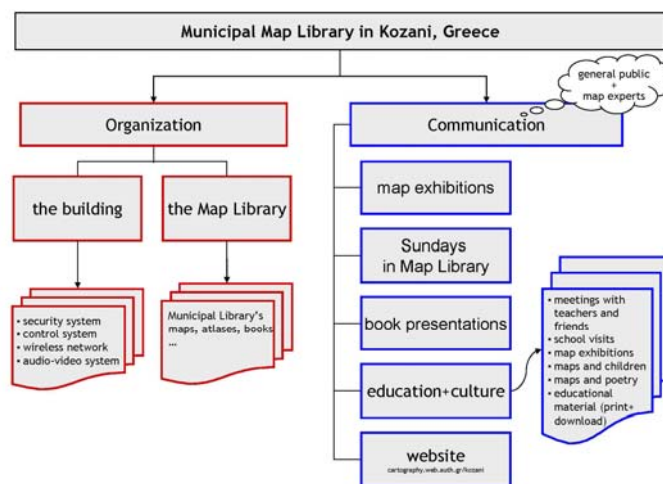 Municipal Map Library in Kozani, Greece
general public
+
map experts
Organization
Communication
the building
the Map Library
• security system
• control system
• wireless network
• audio-video system
Municipal Library's
maps, atlases, books
...
map exhibitions
Sundays
in Map Library
book presentations
education+culture
website
cartography.web.auth.gr/kozani
• meetings with
teachers and
friends
• school visits
• map exhibitions
• maps and children
• maps and poetry
• educational
material (print+
download)